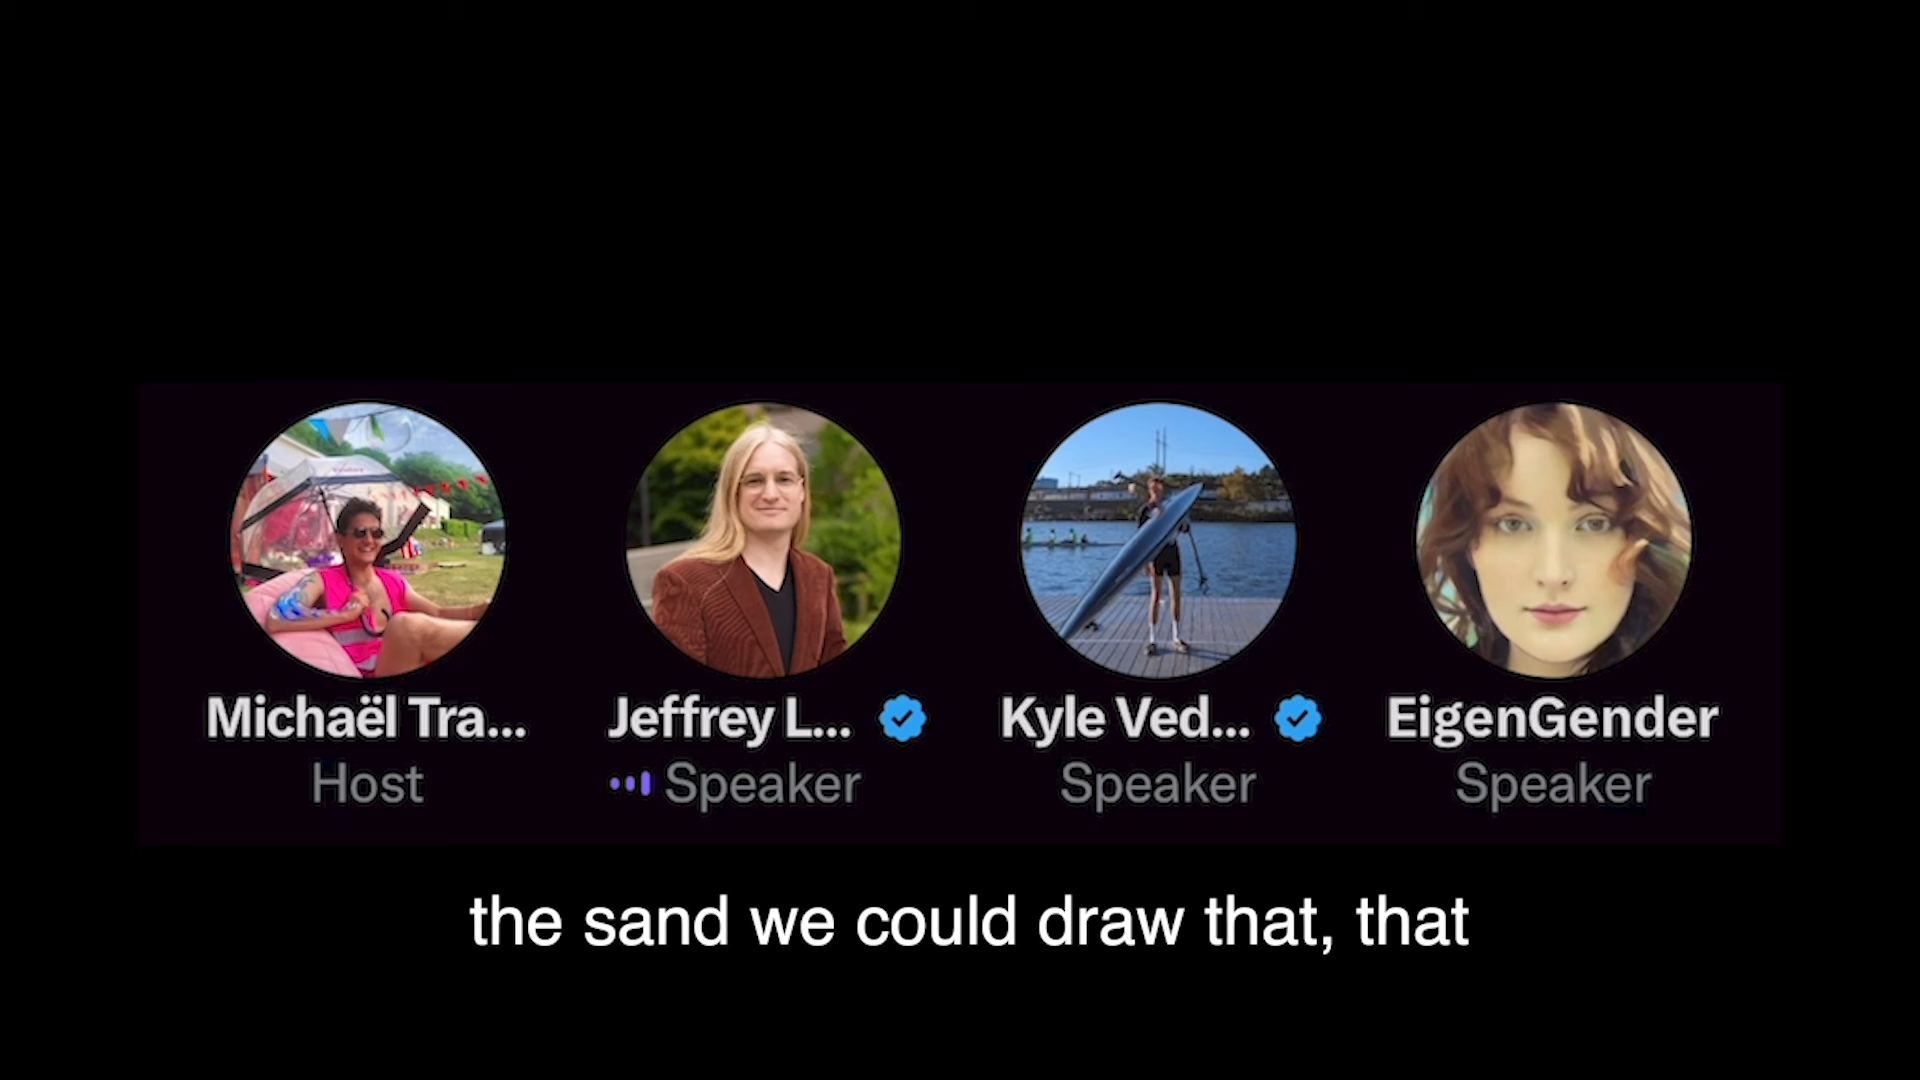 Michaël Tra... Jeffrey L... Kyle Ved... EigenGender
Host Speaker Speaker Speaker
the sand we could draw that, that